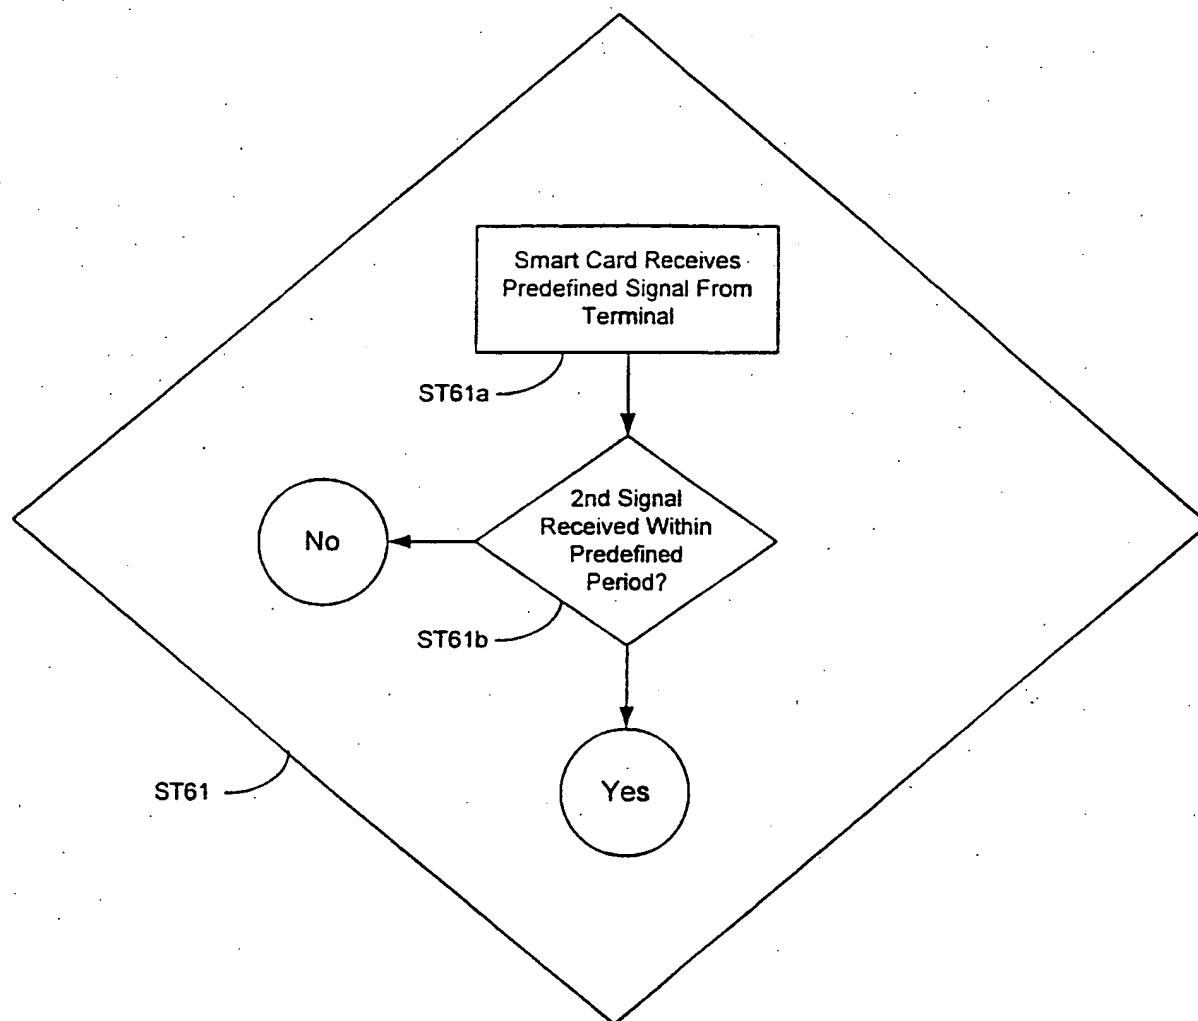 Smart Card Receives
Predefined Signal From
Terminal
ST61a
2nd Signal
Received Within
Predefined
Period?
No
ST61b
Yes
ST61